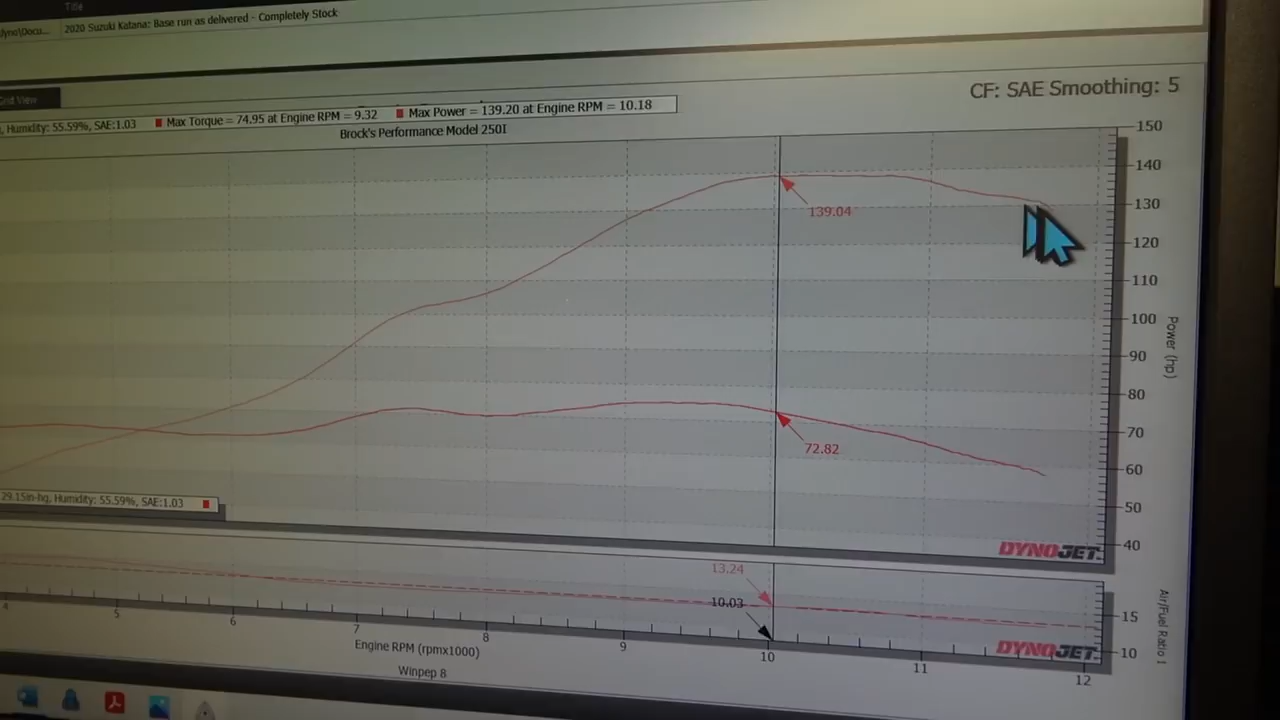 Title
2020 Suzuki Katana: Base run as delivered - Completely Stock
Grid View
CF: SAE Smoothing: 5
Humidity: 55.59%, SAE:1.03 Max Torque = 74.95 at Engine RPM = 9.32 Max Power = 139.20 at Engine RPM = 10.18
Brock's Performance Model 250I
150
140
130
120
110
100
90
80
70
60
50
40
Power (hp)
139.04
72.82
29.15in-hg, Humidity: 55.59%, SAE:1.03
DYNOJET
13.24
10.03
15
10
Air/Fuel Ratio 1
DYNOJET
4 5 6 7 8 9 10 11 12
Engine RPM (rpmx1000)
Winpep 8